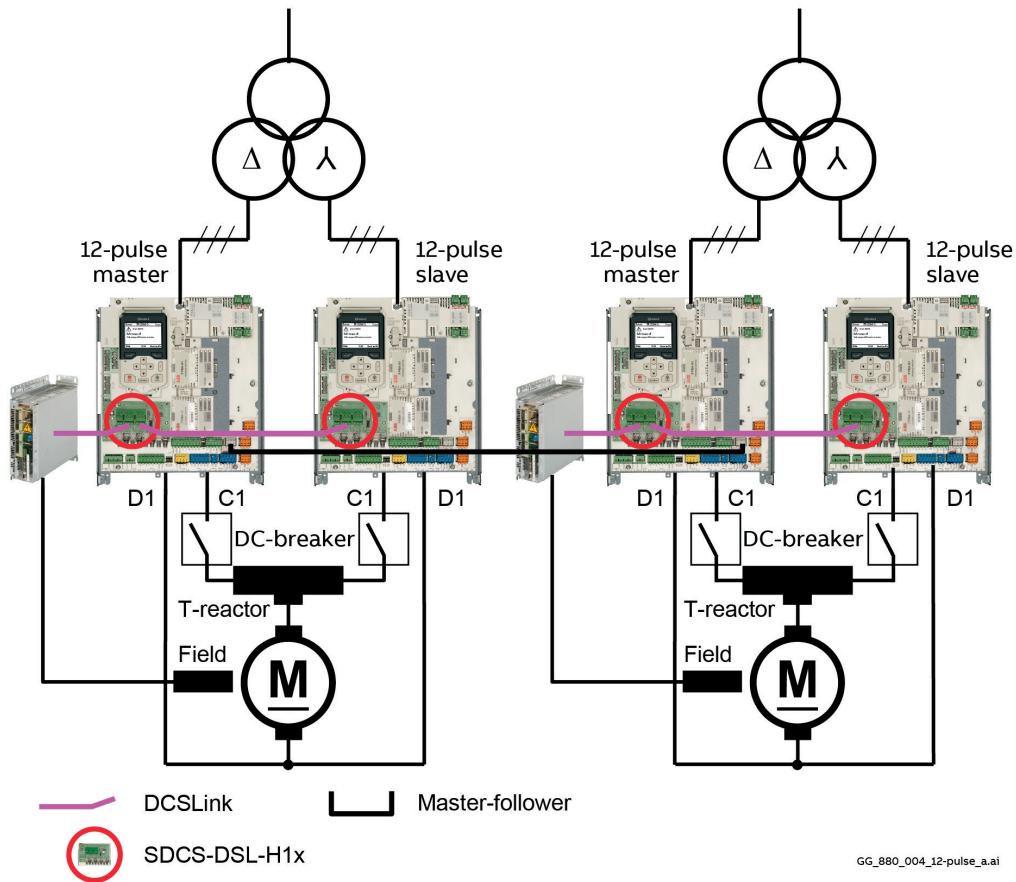 Δ
Δ
12-pulse
master
12-pulse
slave
12-pulse
master
12-pulse
slave
D1
C1
C1
D1
D1
C1
C1
D1
DC-breaker
DC-breaker
T-reactor
T-reactor
Field
Field
M
M
DCSLink
Master-follower
SDCS-DSL-H1x
GG_880_004_12-pulse_a.ai